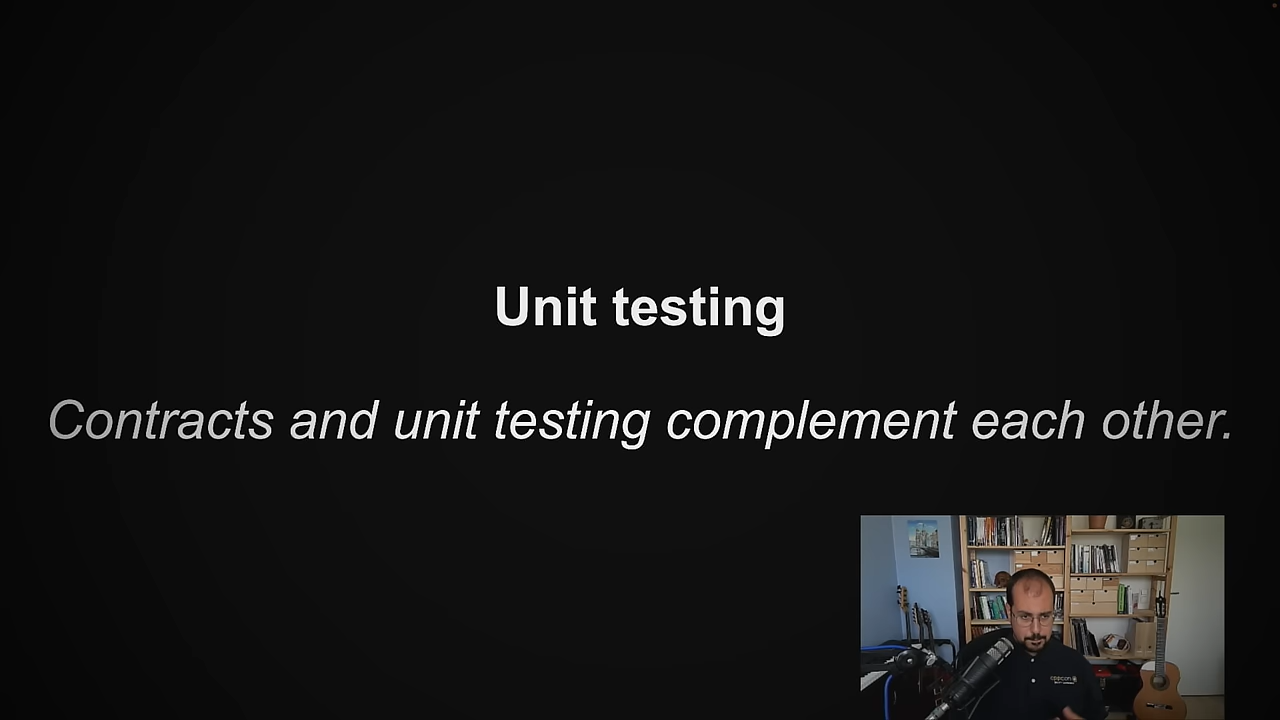 Unit testing
Contracts and unit testing complement each other.